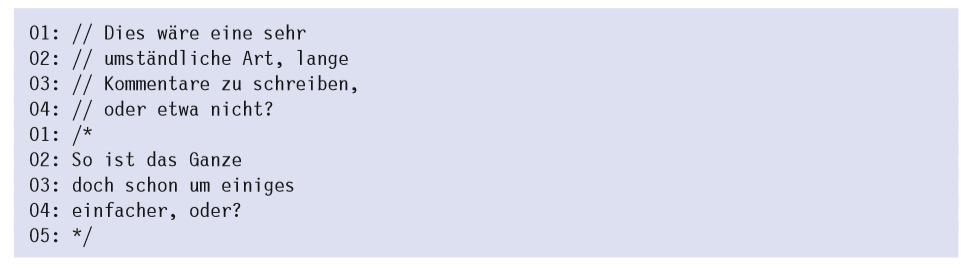 01: // Dies wäre eine sehr
02: // umständliche Art, lange
03: // Kommentare zu schreiben,
04: // oder etwa nicht?
01: /*
02: So ist das Ganze
03: doch schon um einiges
04: einfacher, oder?
05: */